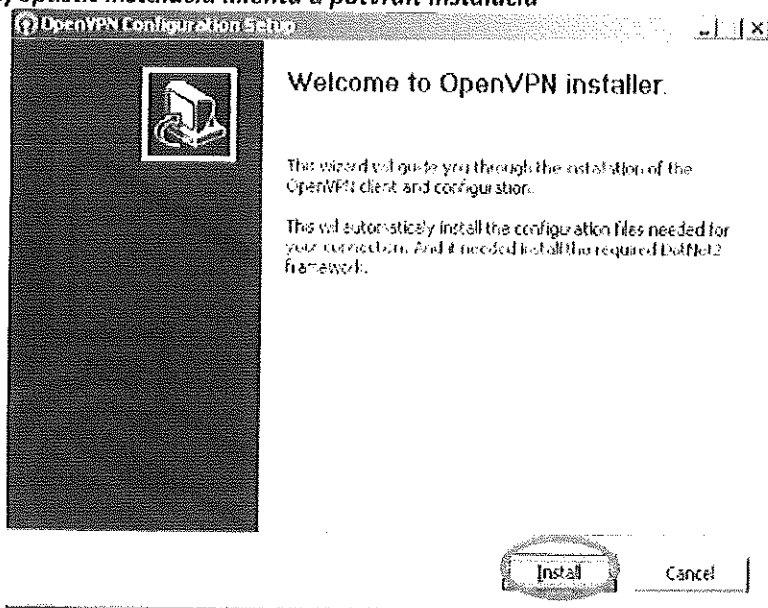 OpenVPN Configuration Setup
Welcome to OpenVPN installer.
This wizard will guide you through the installation of the
OpenVPN client and configuration.
This will automatically install the configuration files needed for
your connection. And if needed install the required DotNet2
framework.
Install
Cancel